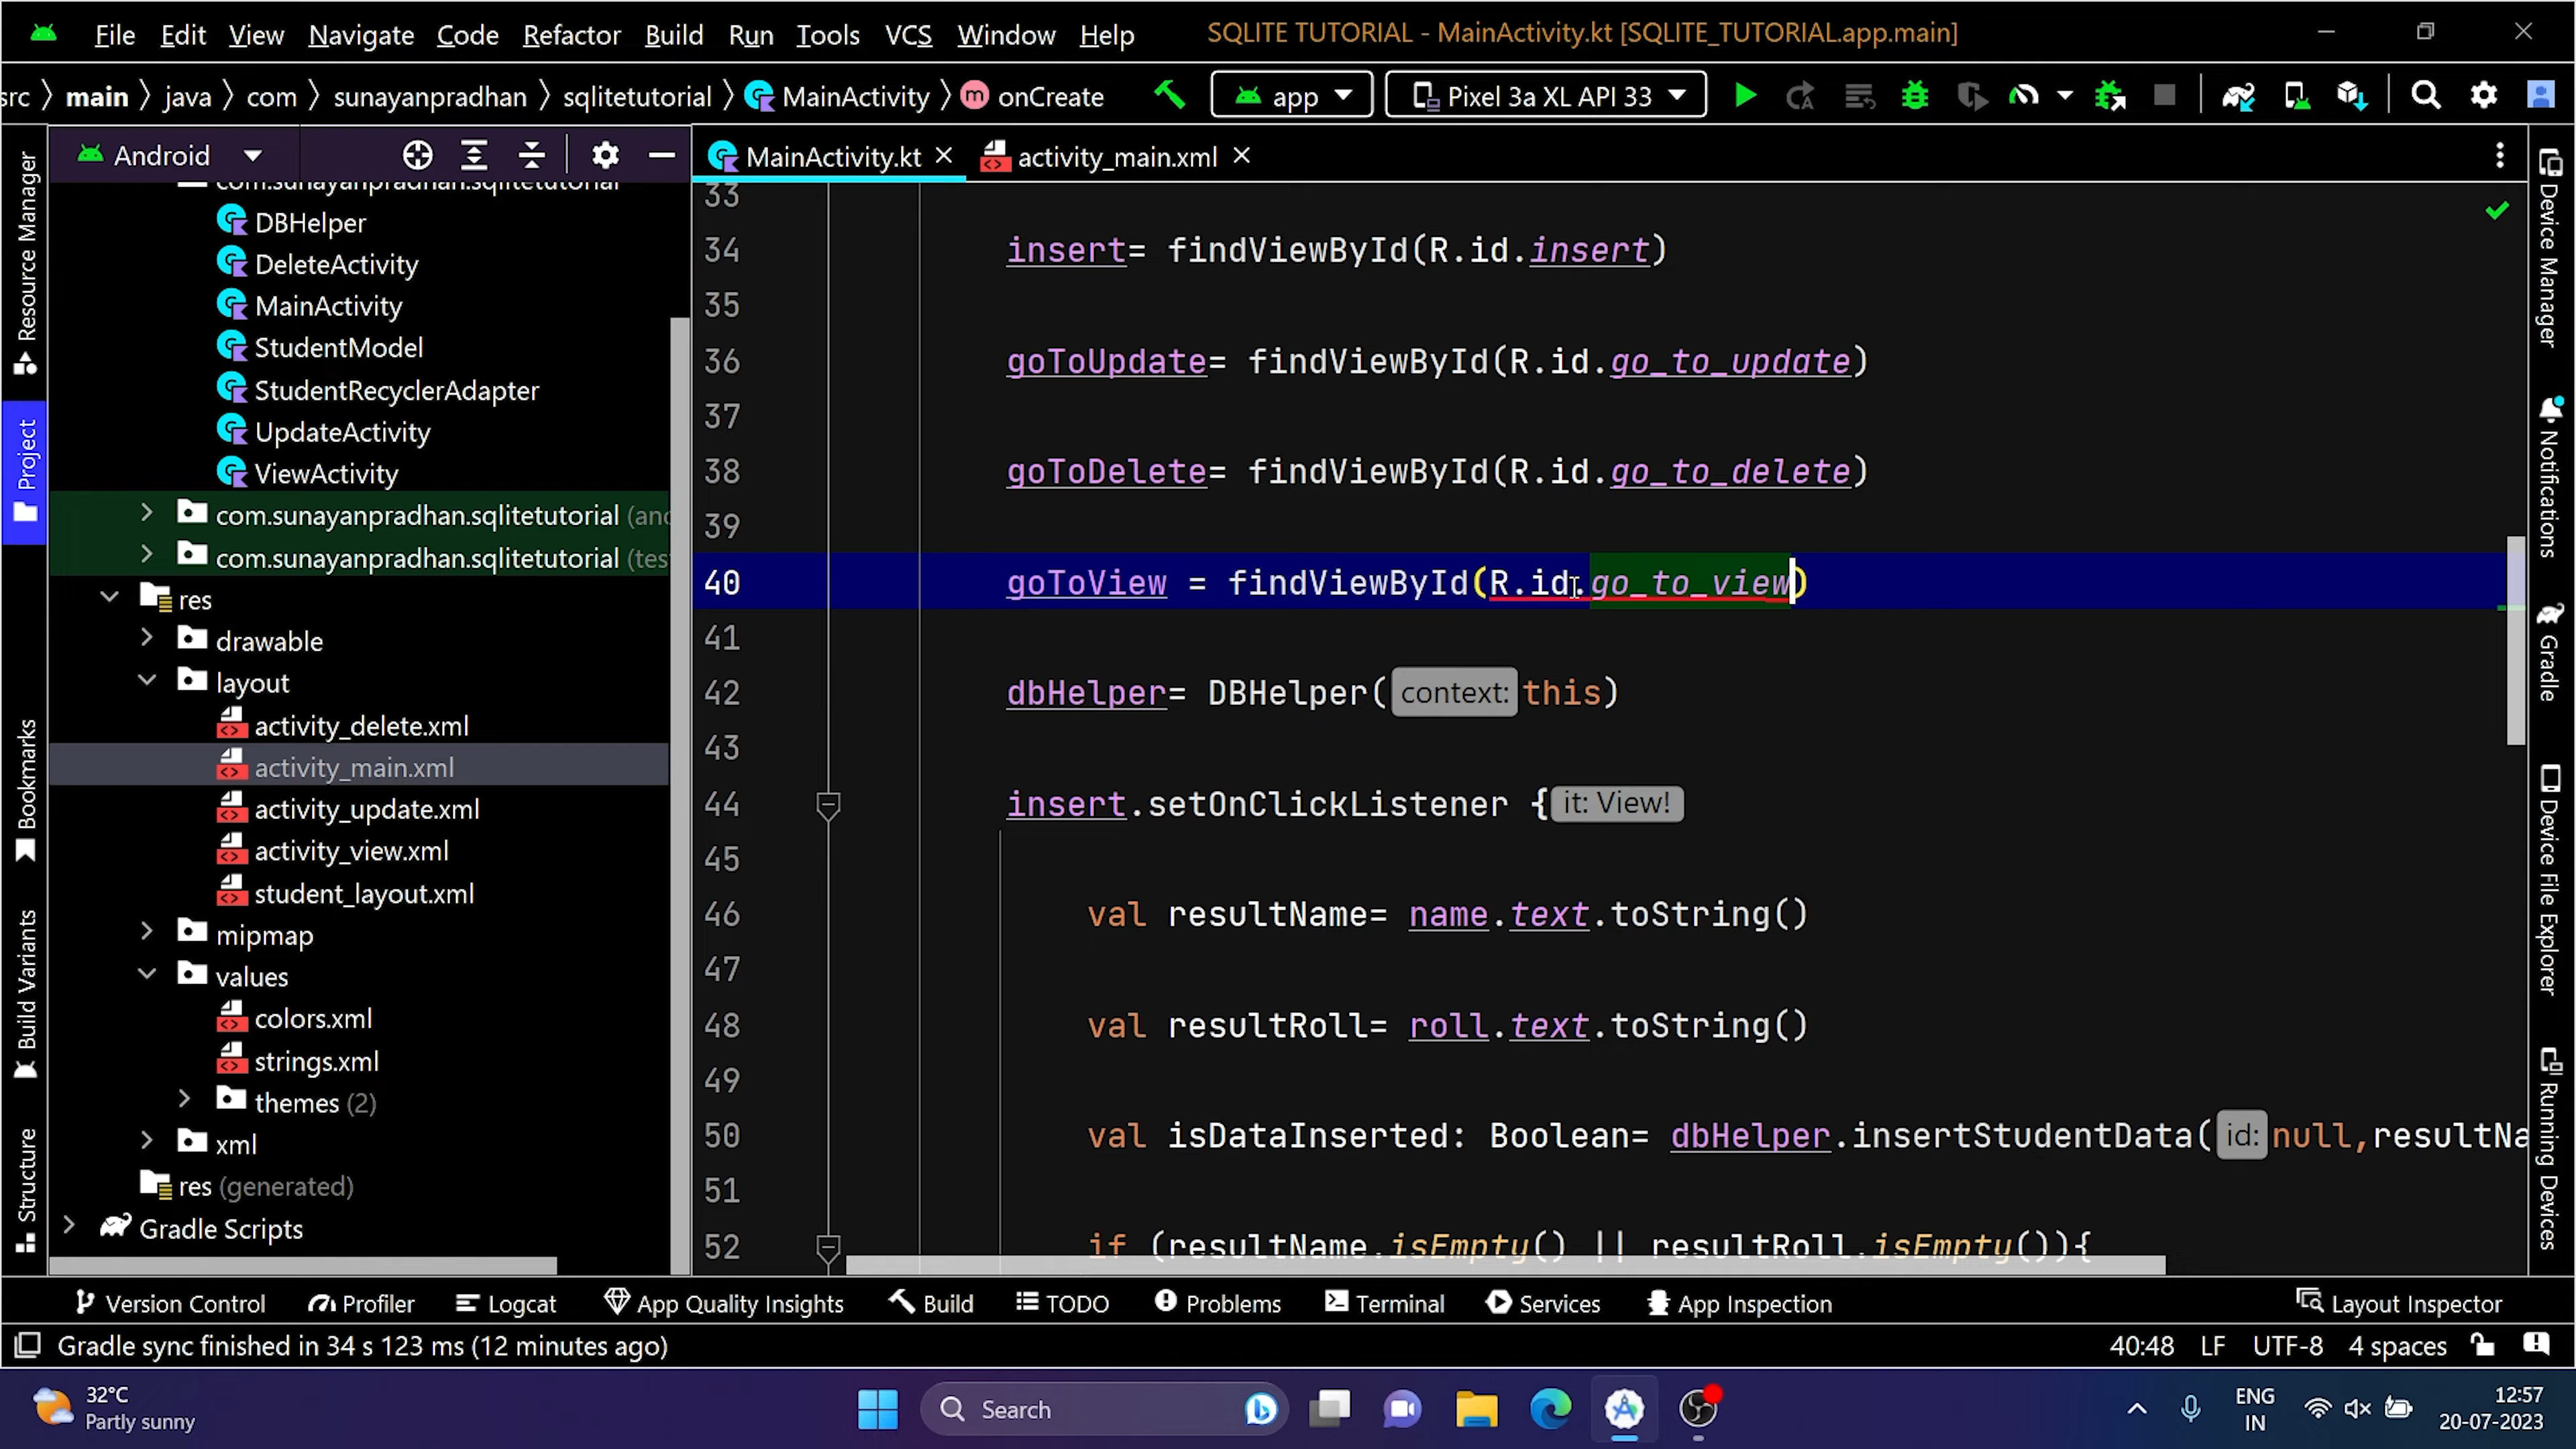 File Edit View Navigate Code Refactor Build Run Tools VCS Window Help SQLITE TUTORIAL - MainActivity.kt [SQLITE_TUTORIAL.app.main]
src main java com sunayanpradhan sqlitetutorial MainActivity onCreate app Pixel 3a XL API 33
Android
MainActivity.kt activity_main.xml
com.sunayanpradhan.sqlitetutorial
DBHelper
DeleteActivity
MainActivity
StudentModel
StudentRecyclerAdapter
UpdateActivity
ViewActivity
com.sunayanpradhan.sqlitetutorial (and
com.sunayanpradhan.sqlitetutorial (tes
res
drawable
layout
activity_delete.xml
activity_main.xml
activity_update.xml
activity_view.xml
student_layout.xml
mipmap
values
colors.xml
strings.xml
themes (2)
xml
res (generated)
Gradle Scripts
Resource Manager
Project
Bookmarks
Build Variants
Structure
33
34 insert= findViewById(R.id.insert)
35
36 goToUpdate= findViewById(R.id.go_to_update)
37
38 goToDelete= findViewById(R.id.go_to_delete)
39
40 goToView = findViewById(R.id.go_to_view)
41
42 dbHelper= DBHelper( context: this)
43
44 insert.setOnClickListener { it: View!
45
46 val resultName= name.text.toString()
47
48 val resultRoll= roll.text.toString()
49
50 val isDataInserted: Boolean= dbHelper.insertStudentData( id: null,resultNa
51
52 if (resultName.isEmpty() || resultRoll.isEmpty()){
Device Manager
Notifications
Gradle
Device File Explorer
Running Devices
Version Control Profiler Logcat App Quality Insights Build TODO Problems Terminal Services App Inspection Layout Inspector
Gradle sync finished in 34 s 123 ms (12 minutes ago) 40:48 LF UTF-8 4 spaces
32°C
Partly sunny
Search
ENG
IN
12:57
20-07-2023